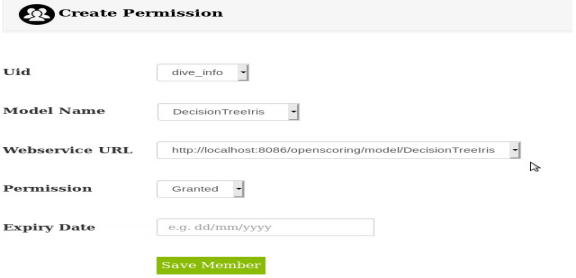 Create Permission
Uid dive_info
Model Name DecisionTreeIris
Webservice URL http://localhost:8086/openscoring/model/DecisionTreeIris
Permission Granted
Expiry Date e.g. dd/mm/yyyy
Save Member